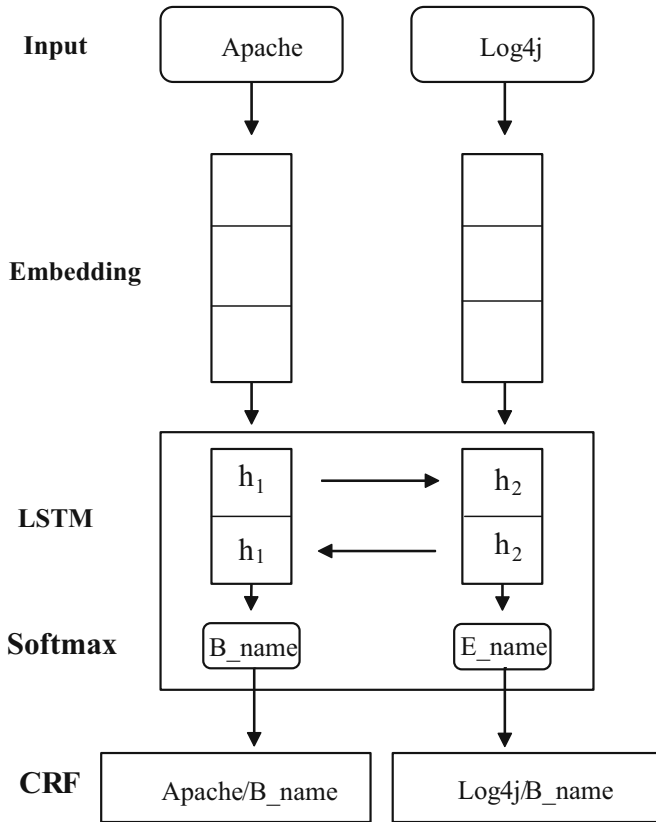 Input
Apache
Log4j
Embedding
LSTM
h₁
h₂
h₁
h₂
Softmax
B_name
E_name
CRF
Apache/B_name
Log4j/B_name